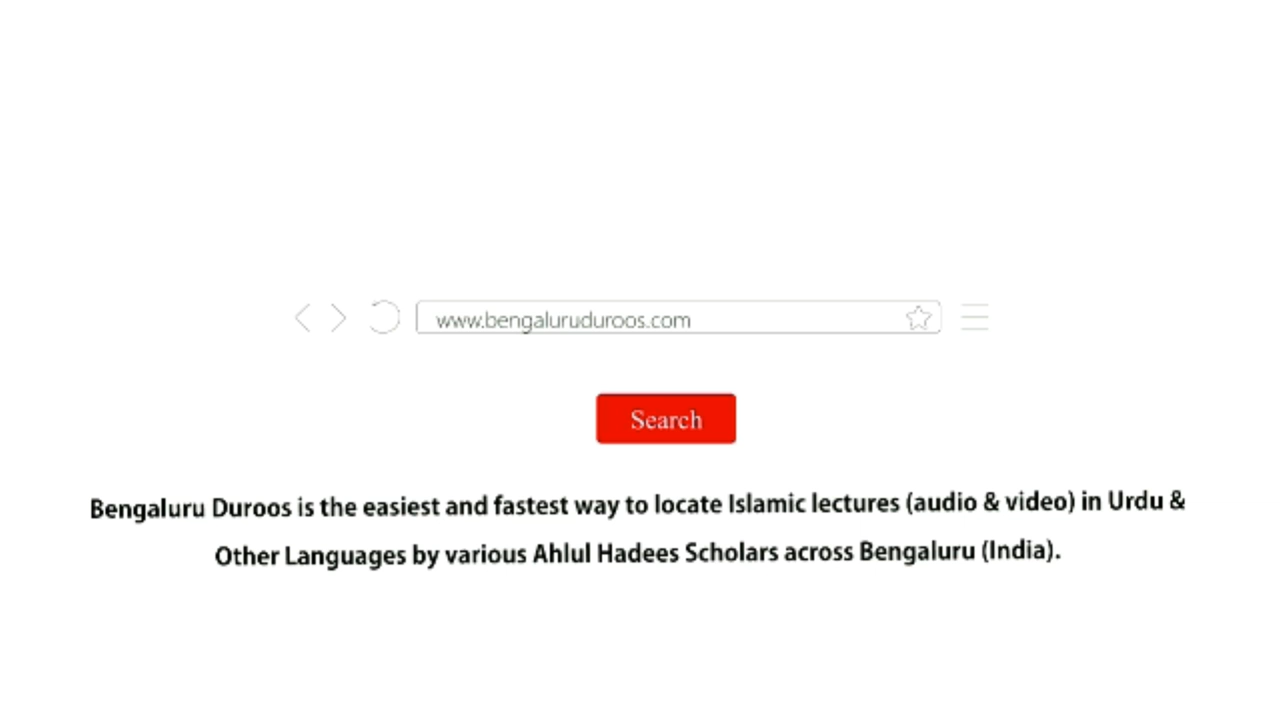 www.bengaluruduroos.com
Search
Bengaluru Duroos is the easiest and fastest way to locate Islamic lectures (audio & video) in Urdu &
Other Languages by various Ahlul Hadees Scholars across Bengaluru (India).